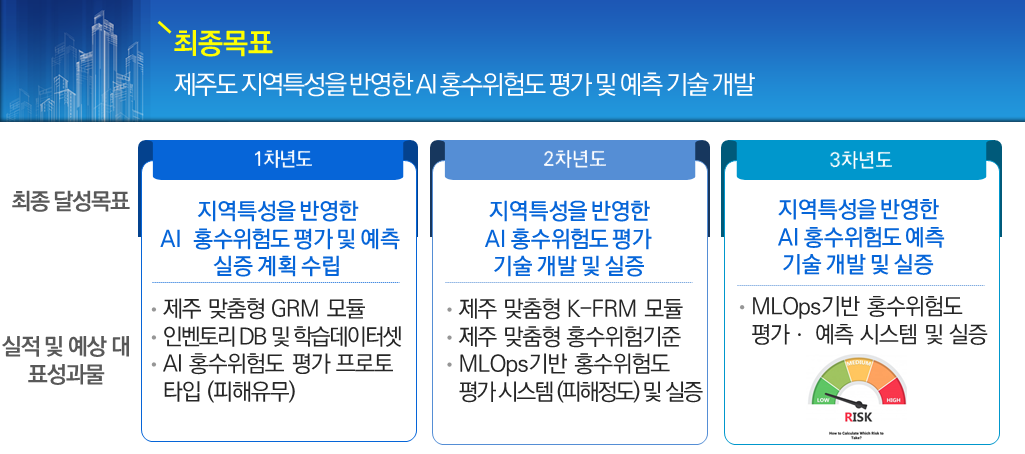 최종목표
제주도 지역특성을 반영한 AI 홍수위험도 평가 및 예측 기술 개발
1차년도
2차년도
3차년도
최종 달성목표
지역특성을 반영한
AI 홍수위험도 평가 및 예측
실증 계획 수립
지역특성을 반영한
AI 홍수위험도 평가
기술 개발 및 실증
지역특성을 반영한
AI 홍수위험도 예측
기술 개발 및 실증
실적 및 예상 대
표성과물
• 제주 맞춤형 GRM 모듈
• 인벤토리 DB 및 학습데이터셋
• AI 홍수위험도 평가 프로토
타입 (피해유무)
• 제주 맞춤형 K-FRM 모듈
• 제주 맞춤형 홍수위험기준
• MLOps기반 홍수위험도
평가 시스템 (피해정도) 및 실증
• MLOps기반 홍수위험도
평가· 예측 시스템 및 실증
MEDIUM
LOW
HIGH
RISK
How to Calculate Which Risk to
Take?